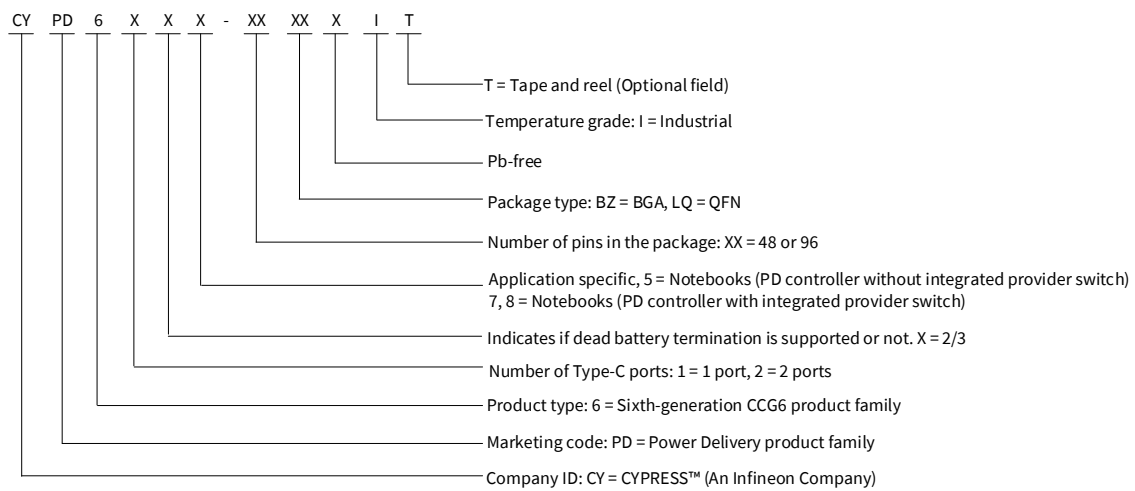 CY PD 6 X X X - XX XX X I T
T = Tape and reel (Optional field)
Temperature grade: I = Industrial
Pb-free
Package type: BZ = BGA, LQ = QFN
Number of pins in the package: XX = 48 or 96
Application specific, 5 = Notebooks (PD controller without integrated provider switch)
7, 8 = Notebooks (PD controller with integrated provider switch)
Indicates if dead battery termination is supported or not. X = 2/3
Number of Type-C ports: 1 = 1 port, 2 = 2 ports
Product type: 6 = Sixth-generation CCG6 product family
Marketing code: PD = Power Delivery product family
Company ID: CY = CYPRESS™ (An Infineon Company)